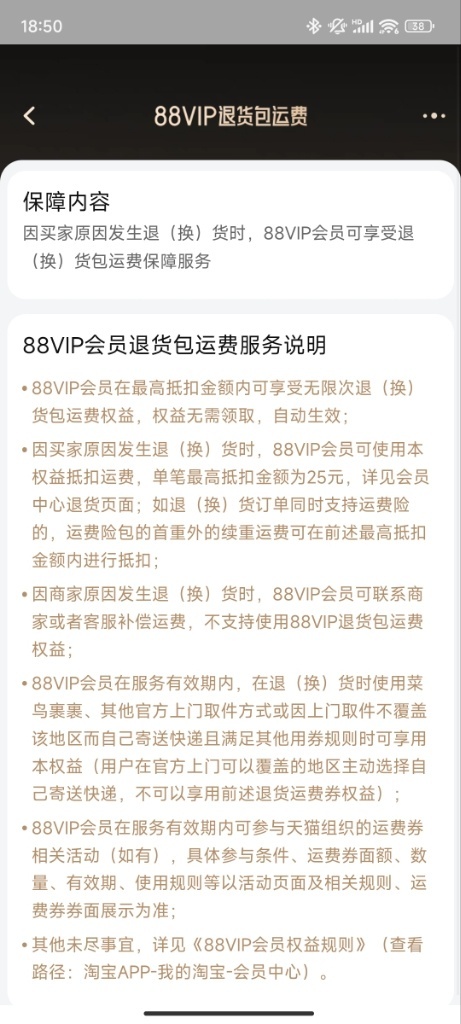 18:50
HD
38
88VIP退货包运费
保障内容
因买家原因发生退（换）货时，88VIP会员可享受退
（换）货包运费保障服务
88VIP会员退货包运费服务说明
•88VIP会员在最高抵扣金额内可享受无限次退（换）
货包运费权益，权益无需领取，自动生效；
•因买家原因发生退（换）货时，88VIP会员可使用本
权益抵扣运费，单笔最高抵扣金额为25元，详见会员
中心退货页面；如退（换）货订单同时支持运费险
的，运费险包的首重外的续重运费可在前述最高抵扣
金额内进行抵扣；
•因商家原因发生退（换）货时，88VIP会员可联系商
家或者客服补偿运费，不支持使用88VIP退货包运费
权益；
•88VIP会员在服务有效期内，在退（换）货时使用菜
鸟裹裹、其他官方上门取件方式或因上门取件不覆盖
该地区而自己寄送快递且满足其他用券规则时可享用
本权益（用户在官方上门可以覆盖的地区主动选择自
己寄送快递，不可以享用前述退货运费券权益）；
•88VIP会员在服务有效期内可参与天猫组织的运费券
相关活动（如有），具体参与条件、运费券面额、数
量、有效期、使用规则等以活动页面及相关规则、运
费券券面展示为准；
•其他未尽事宜，详见《88VIP会员权益规则》（查看
路径：淘宝APP-我的淘宝-会员中心）。